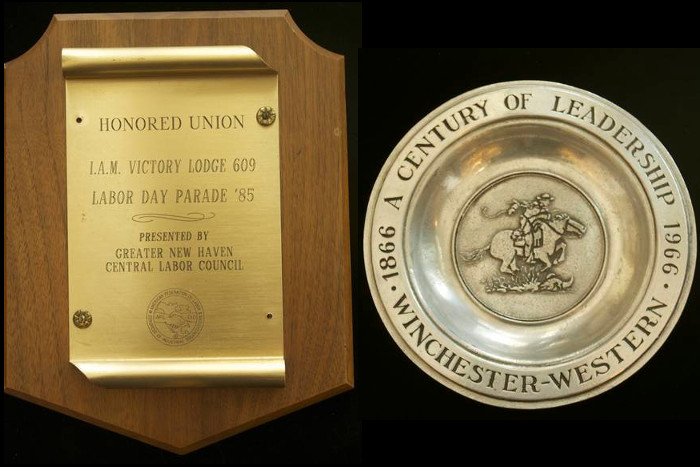 HONORED UNION
I.A.M. VICTORY LODGE 609
LABOR DAY PARADE '85
PRESENTED BY
GREATER NEW HAVEN
CENTRAL LABOR COUNCIL
1866 A CENTURY OF LEADERSHIP 1966
WINCHESTER-WESTERN